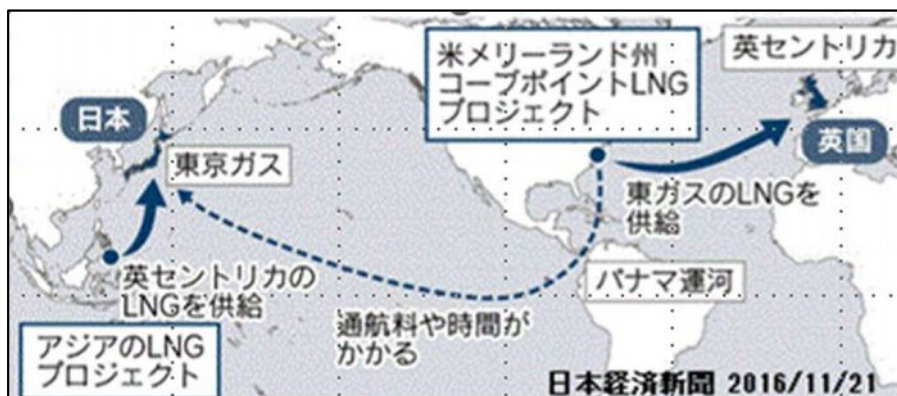 米メリーランド州
コーブポイントLNG
プロジェクト
英セントリカ
日本
英国
東京ガス
東ガスのLNGを
供給
英セントリカの
LNGを供給
パナマ運河
通航料や時間が
かかる
アジアのLNG
プロジェクト
日本経済新聞 2016/11/21